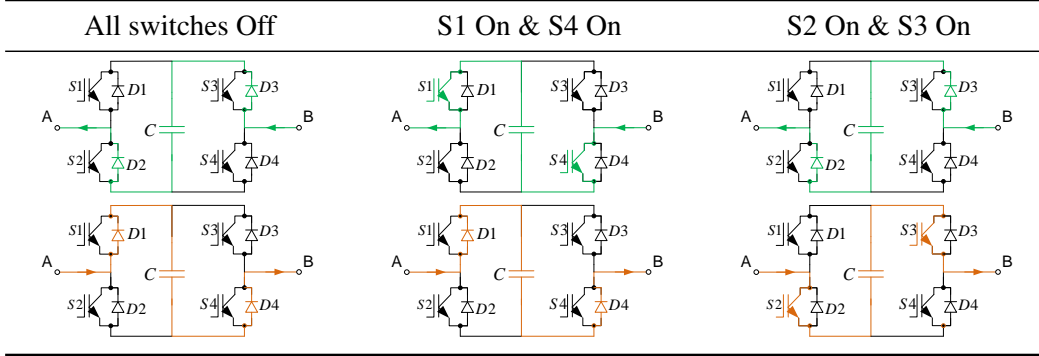 All switches Off S1 On & S4 On S2 On & S3 On
S1 D1 S3 D3 S1 D1 S3 D3 S1 D1 S3 D3
A C B A C B A C B
S2 D2 S4 D4 S2 D2 S4 D4 S2 D2 S4 D4
S1 D1 S3 D3 S1 D1 S3 D3 S1 D1 S3 D3
A C B A C B A C B
S2 D2 S4 D4 S2 D2 S4 D4 S2 D2 S4 D4